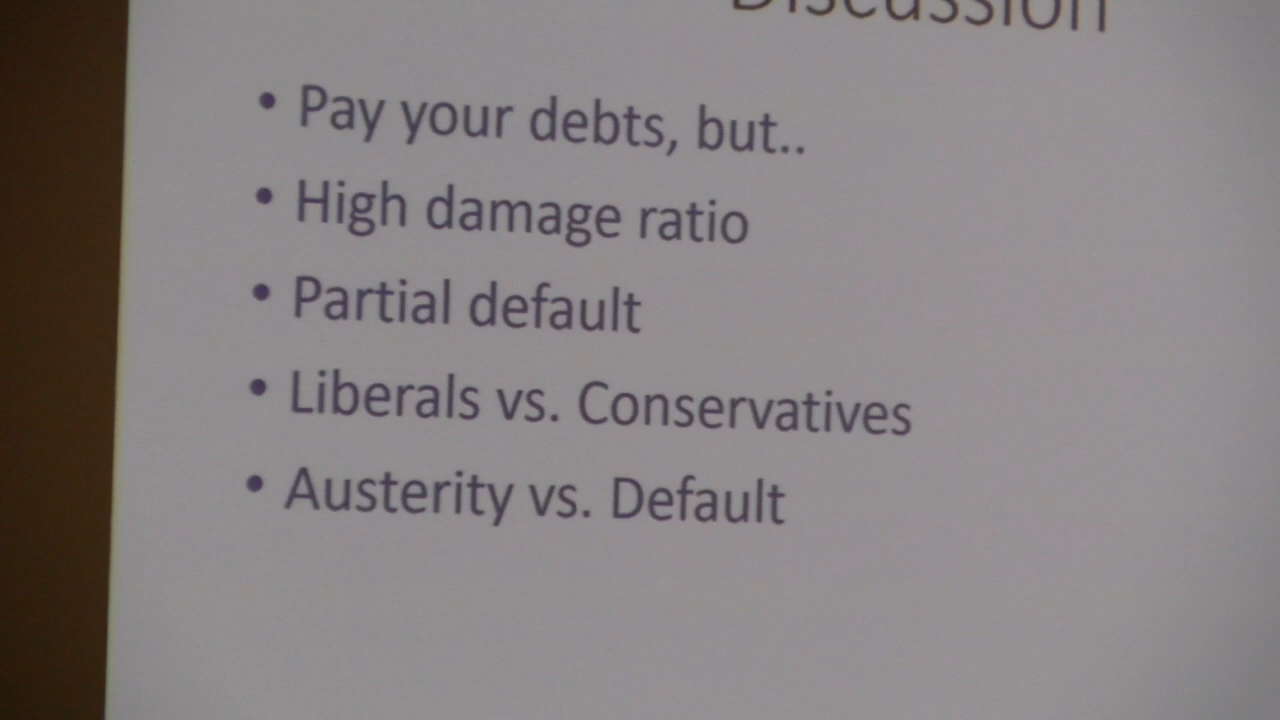 Discussion
• Pay your debts, but..
• High damage ratio
• Partial default
• Liberals vs. Conservatives
• Austerity vs. Default